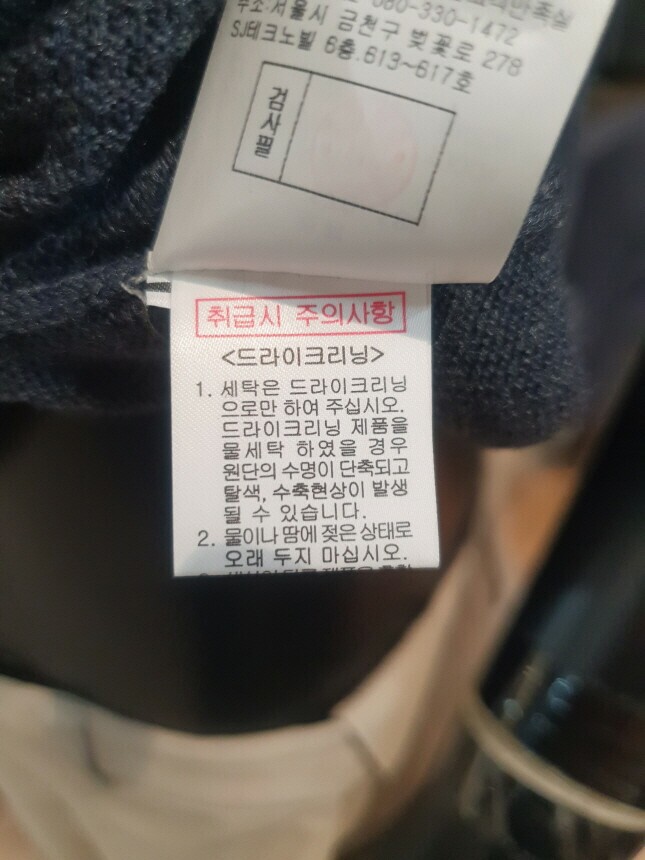 주소:서울시 금천구 벚꽃로 278
SJ테크노빌 6층.613~617호
080-330-1472
검사필
취급시 주의사항
<드라이크리닝>
1. 세탁은 드라이크리닝
으로만 하여 주십시오.
드라이크리닝 제품을
물세탁 하였을 경우
원단의 수명이 단축되고
탈색, 수축현상이 발생
될 수 있습니다.
2. 물이나 땀에 젖은 상태로
오래 두지 마십시오.